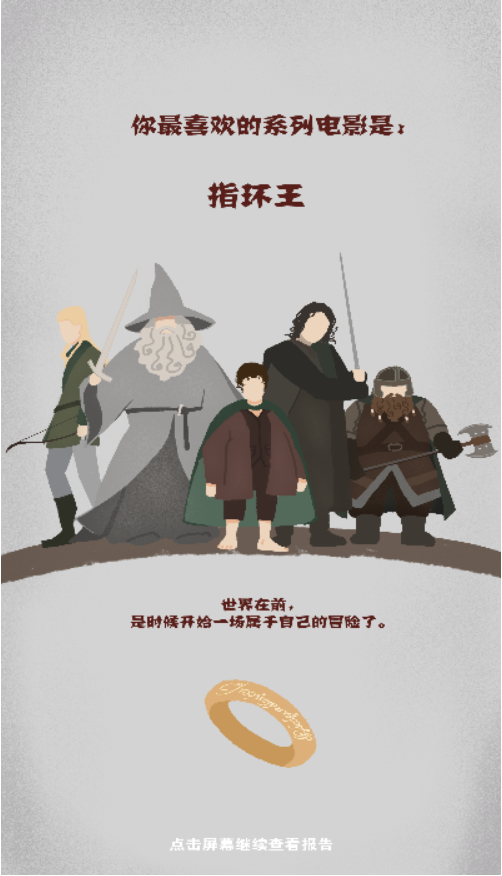 你最喜欢的系列电影是：
指环王
世界在前，
是时候开始一场属于自己的冒险了。
点击屏幕继续查看报告